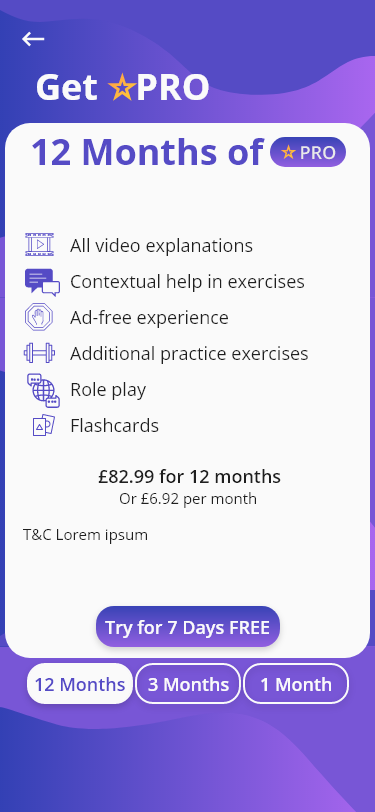 Get PRO
12 Months of PRO
All video explanations
Contextual help in exercises
Ad-free experience
Additional practice exercises
Role play
Flashcards
£82.99 for 12 months
Or £6.92 per month
T&C Lorem ipsum
Try for 7 Days FREE
12 Months 3 Months 1 Month